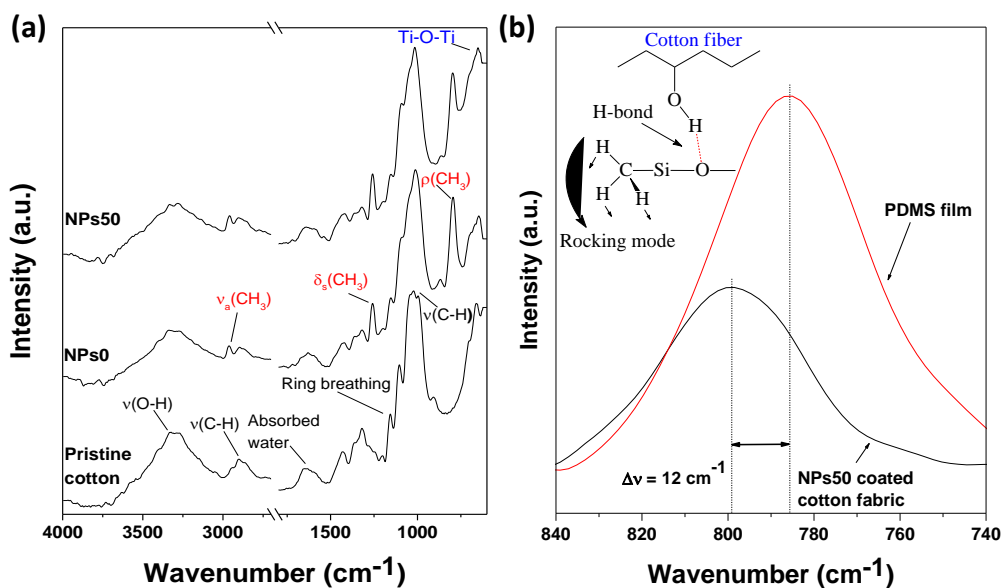 (a)
Ti-O-Ti
NPs50
ρ(CH₃)
νₐ(CH₃)
δₛ(CH₃)
ν(C-H)
NPs0
Ring breathing
ν(O-H)
ν(C-H)
Absorbed
water
Pristine
cotton
Intensity (a.u.)
4000 3500 3000 2500 1500 1000
Wavenumber (cm⁻¹)
(b)
Cotton fiber
O
H
H-bond
H
C Si O
H
H
Rocking mode
PDMS film
Δν = 12 cm⁻¹
NPs50 coated
cotton fabric
Intensity (a.u.)
840 820 800 780 760 740
Wavenumber (cm⁻¹)